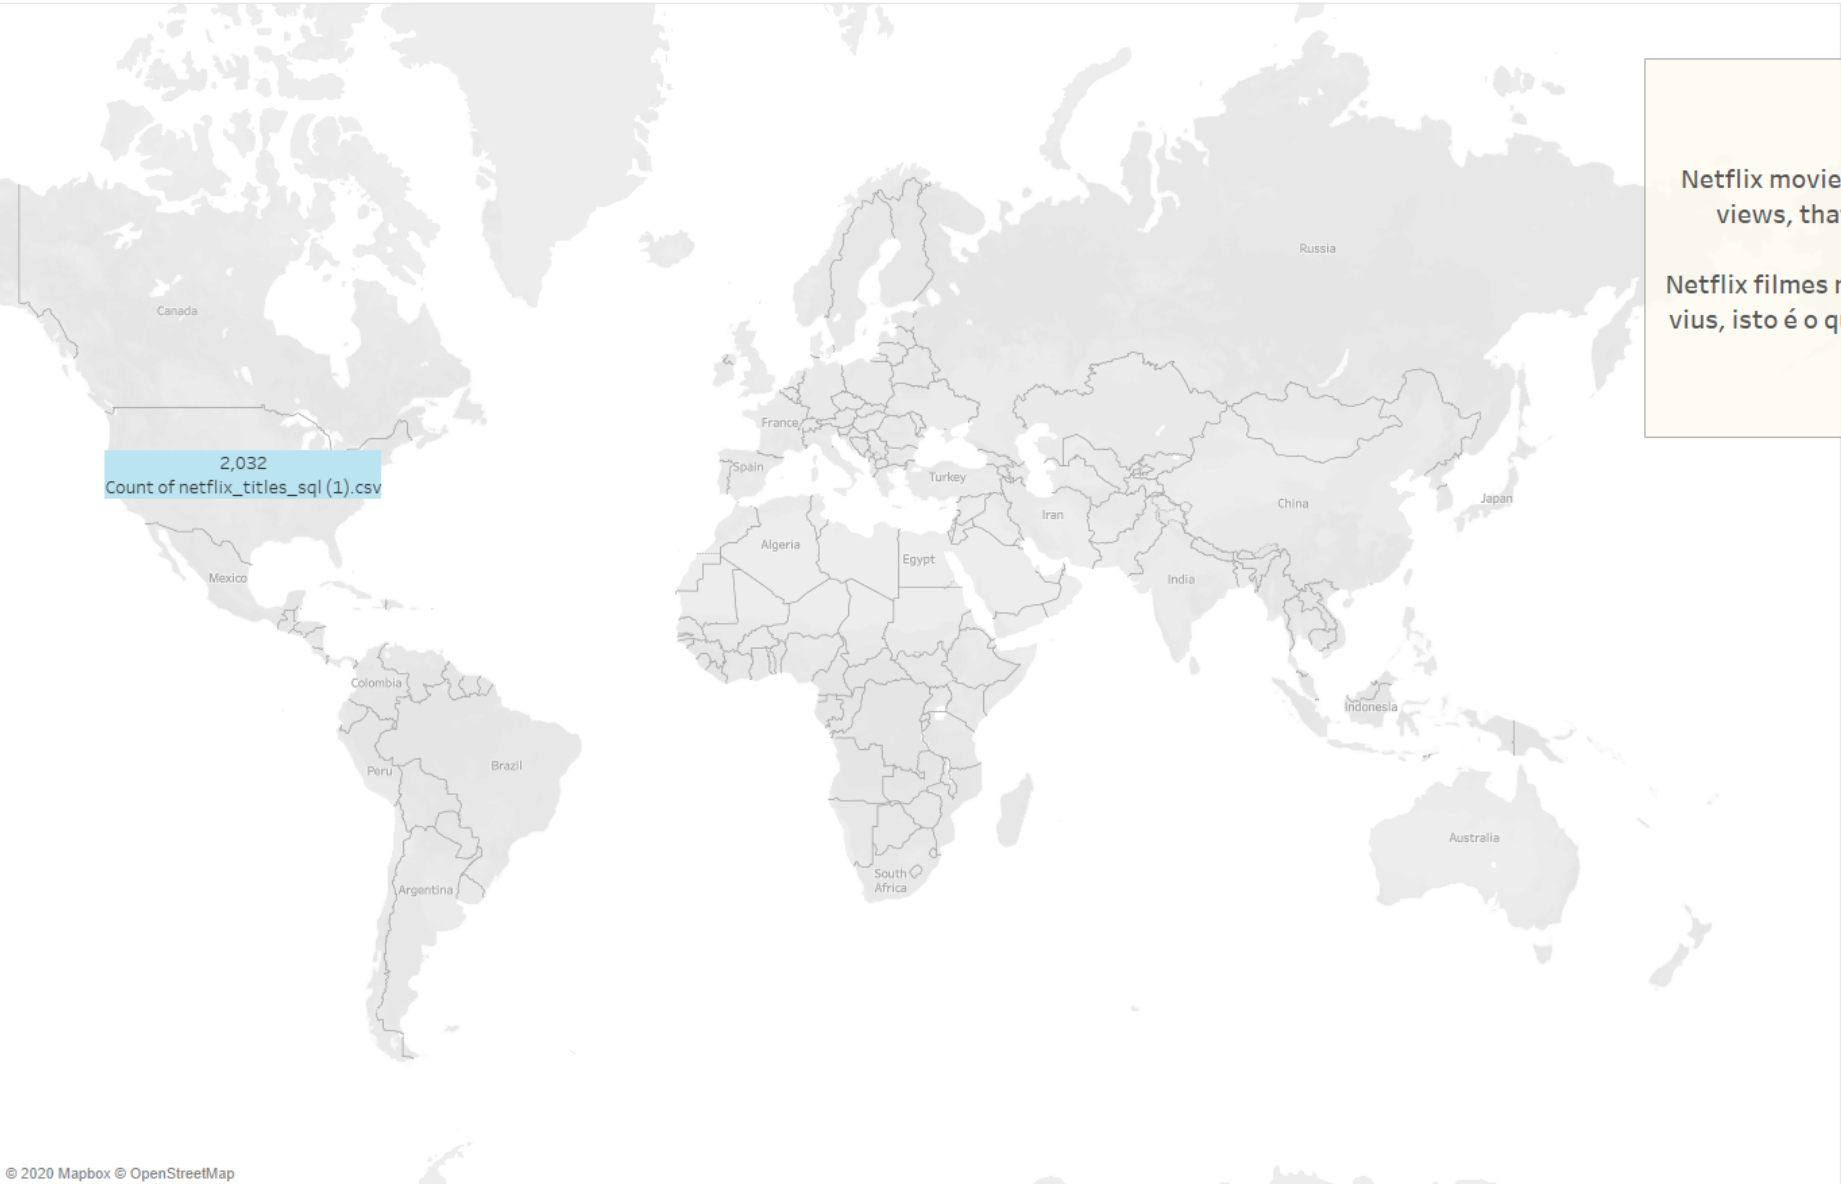 Netflix movie
views, tha
Netflix filmes
vius, isto é o q
Russia
Canada
France
2,032
Count of netflix_titles_sql (1).csv
Spain
Turkey
China
Japan
Iran
Algeria
Egypt
Mexico
India
Colombia
Indonesia
Peru
Brazil
Australia
South
Africa
Argentina
© 2020 Mapbox © OpenStreetMap